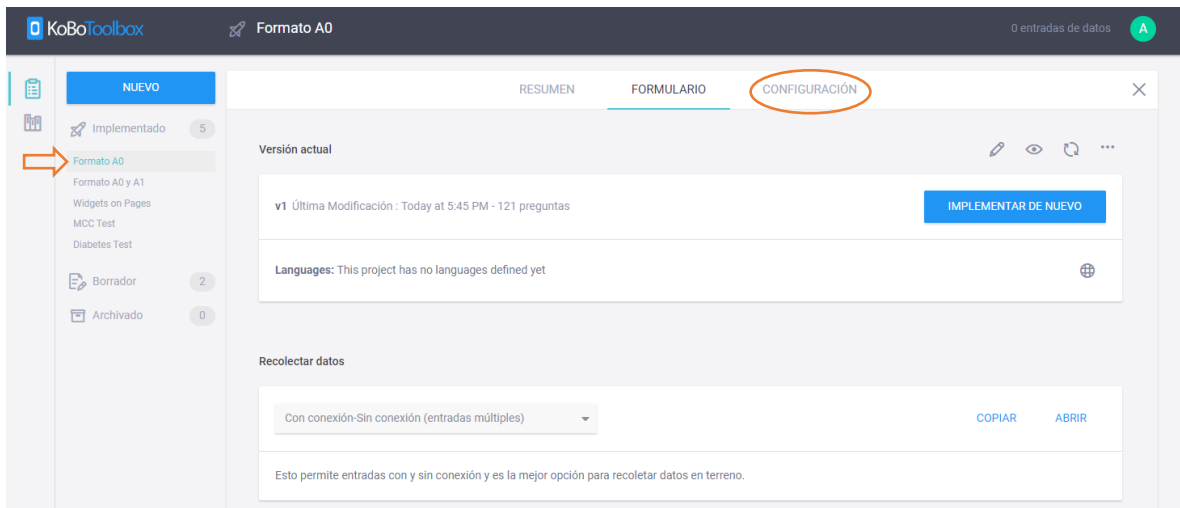 KoBoToolbox
Formato A0
0 entradas de datos
A
NUEVO
RESUMEN
FORMULARIO
CONFIGURACIÓN
Implementado 5
Formato A0
Formato A0 y A1
Widgets on Pages
MCC Test
Diabetes Test
Borrador 2
Archivado 0
Versión actual
v1 Última Modificación : Today at 5:45 PM - 121 preguntas
IMPLEMENTAR DE NUEVO
Languages: This project has no languages defined yet
Recolectar datos
Con conexión-Sin conexión (entradas múltiples)
COPIAR
ABRIR
Esto permite entradas con y sin conexión y es la mejor opción para recoletar datos en terreno.